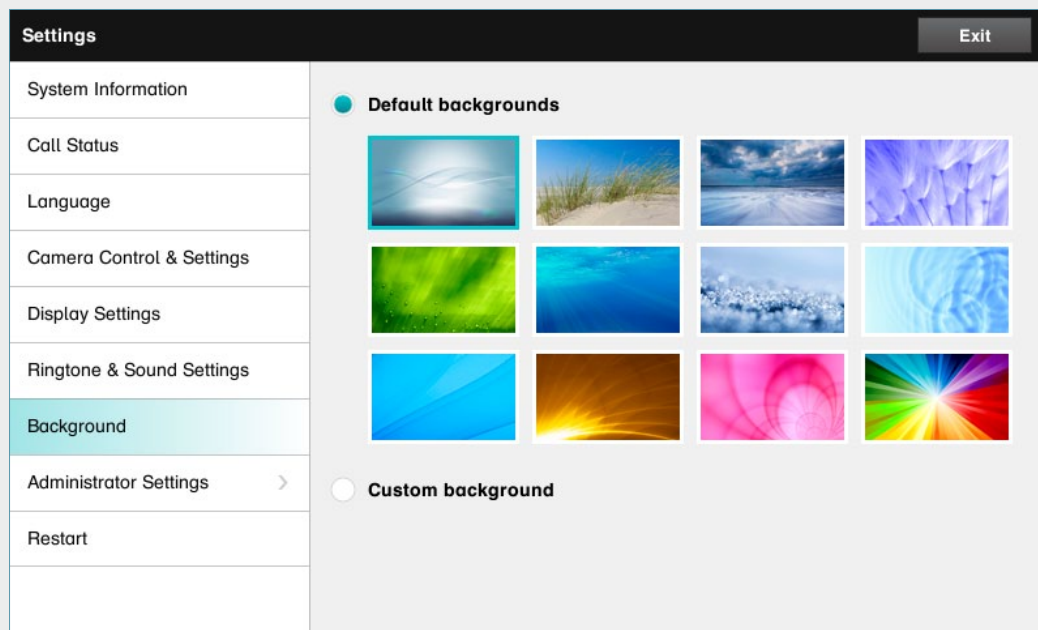 Settings
Exit
System Information
Call Status
Language
Camera Control & Settings
Display Settings
Ringtone & Sound Settings
Background
Administrator Settings
Restart
Default backgrounds
Custom background